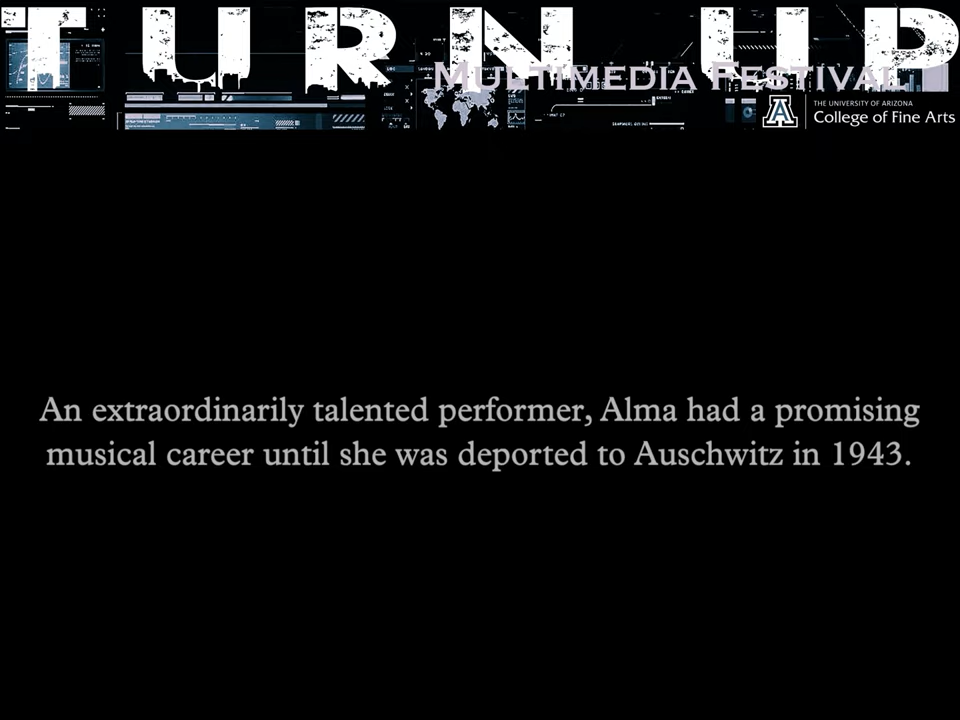 TURN UP
MULTIMEDIA FESTIVAL
THE UNIVERSITY OF ARIZONA
College of Fine Arts
An extraordinarily talented performer, Alma had a promising
musical career until she was deported to Auschwitz in 1943.